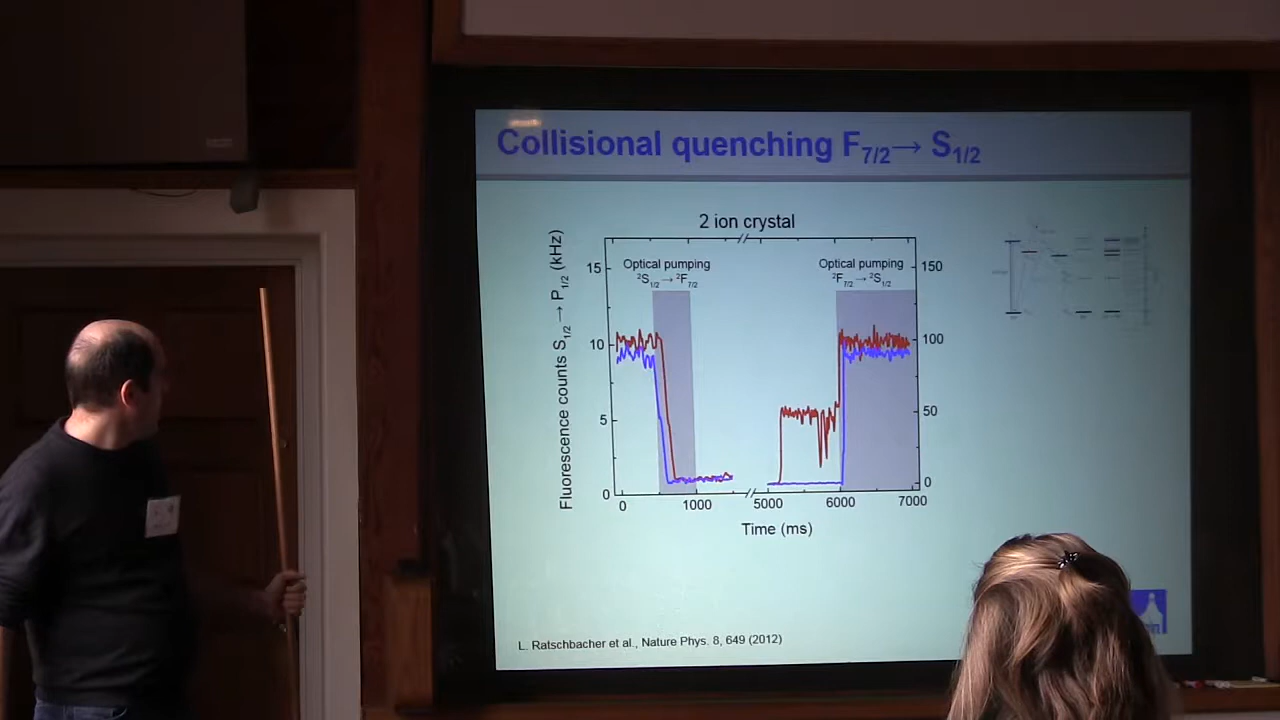 Collisional quenching F7/2→ S1/2
2 ion crystal
Fluorescence counts S1/2→ P1/2 (kHz)
Optical pumping
²S1/2→²F7/2
Optical pumping
²F7/2→²S1/2
15
10
5
0
150
100
50
0
0
1000
5000
6000
7000
Time (ms)
L. Ratschbacher et al., Nature Phys. 8, 649 (2012)